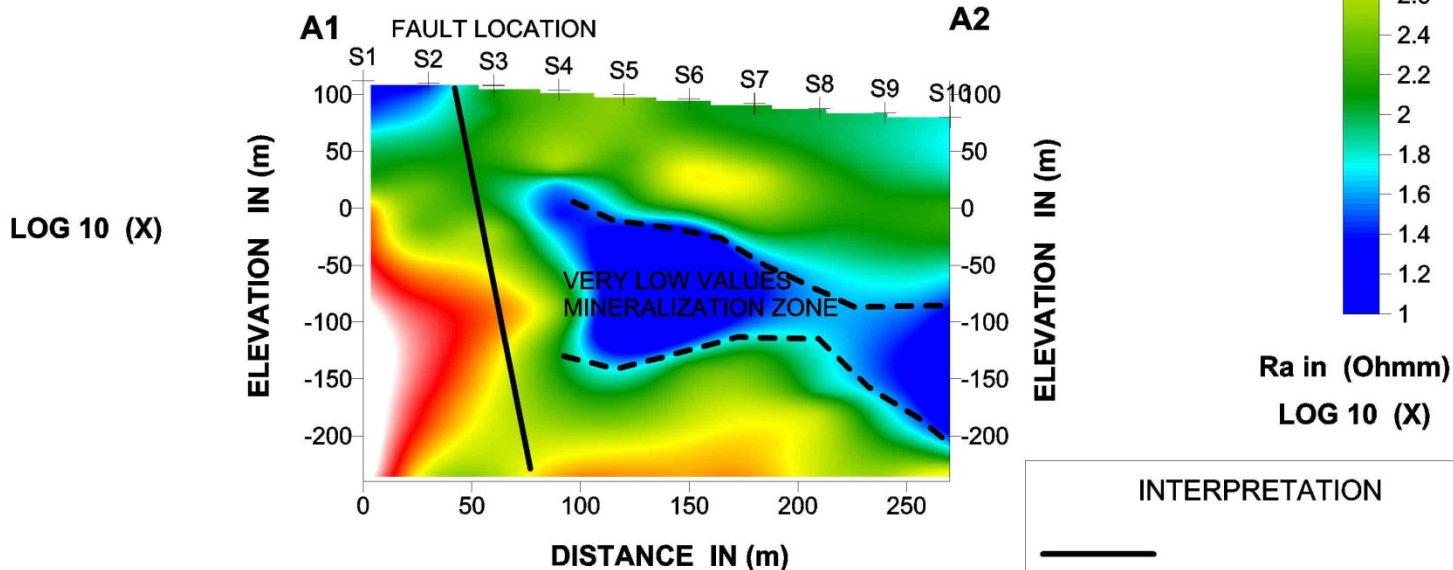 A1
A2
FAULT LOCATION
S1 S2 S3 S4 S5 S6 S7 S8 S9 S10
100 100
50 50
0 0
-50 -50
-100 -100
-150 -150
-200 -200
ELEVATION IN (m)
ELEVATION IN (m)
LOG 10 (X)
VERY LOW VALUES
MINERALIZATION ZONE
0 50 100 150 200 250
DISTANCE IN (m)
2.4
2.2
2
1.8
1.6
1.4
1.2
1
Ra in (Ohmm)
LOG 10 (X)
INTERPRETATION